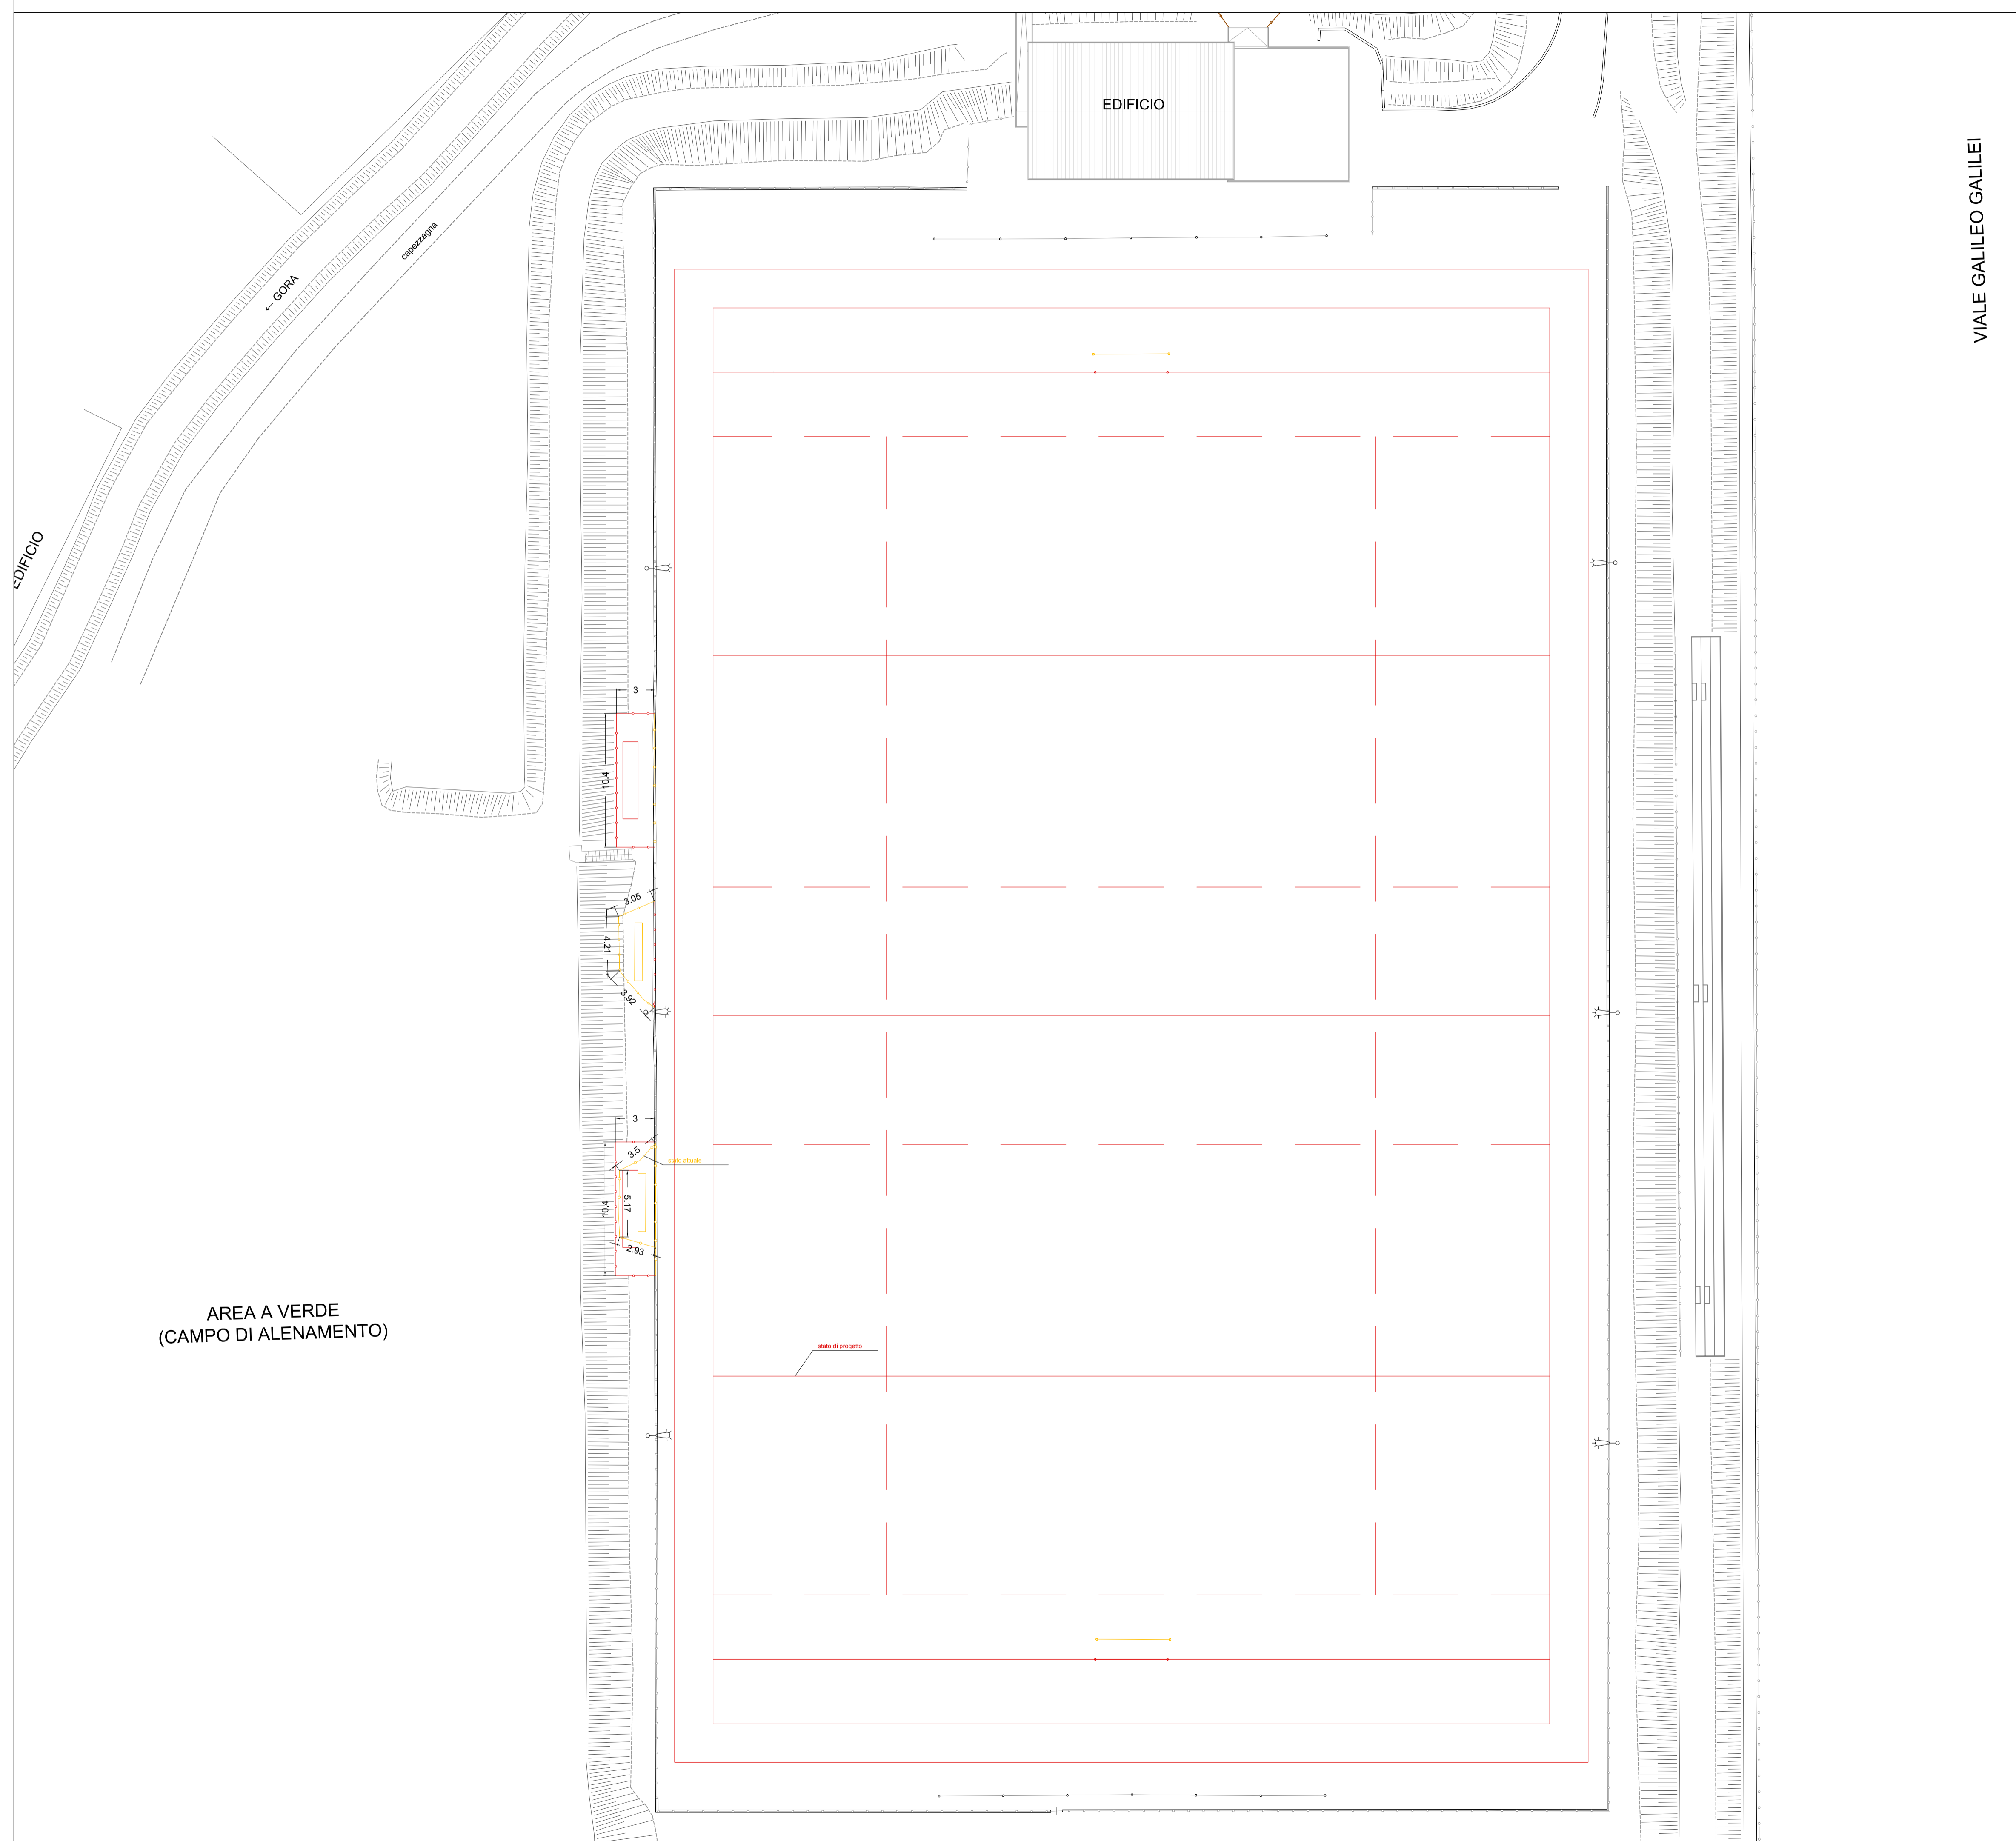 EDIFICIO
VIALE GALILEO GALILEI
capezzagna
← GORA
EDIFICIO
3
10.4
3.05
4.21
3.92
3
3.5
stato attuale
10.4
5.17
2.93
AREA A VERDE
(CAMPO DI ALENAMENTO)
stato di progetto